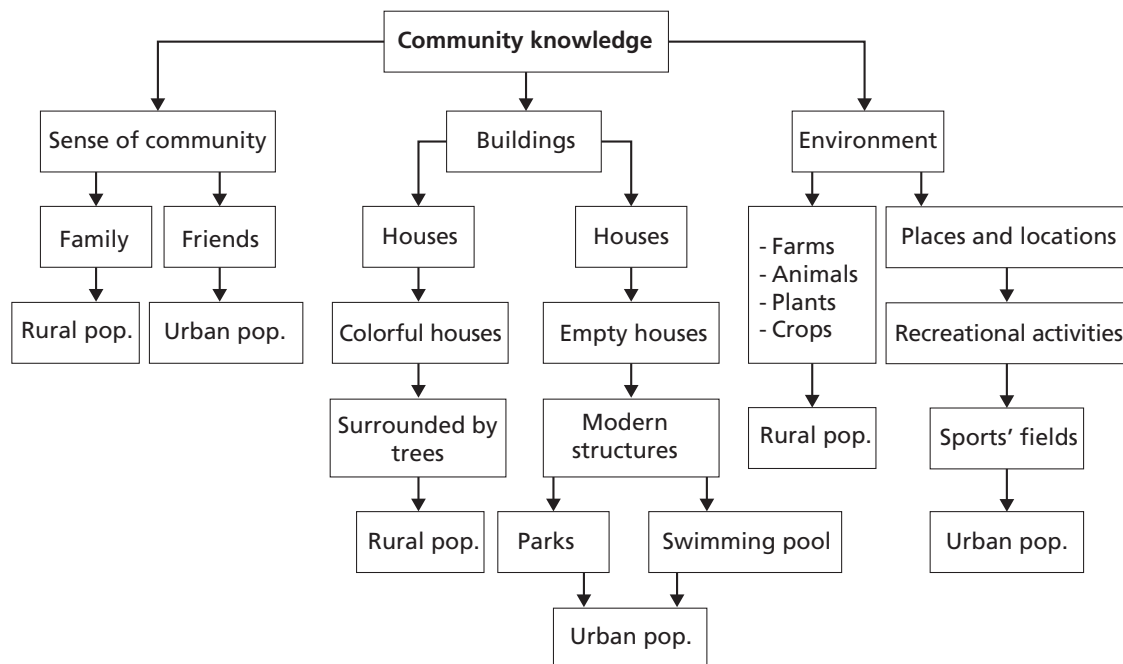 Community knowledge
Sense of community
Buildings
Environment
Family
Friends
Houses
Houses
- Farms
- Animals
- Plants
- Crops
Places and locations
Rural pop.
Urban pop.
Colorful houses
Empty houses
Recreational activities
Surrounded by
trees
Modern
structures
Rural pop.
Sports’ fields
Rural pop.
Parks
Swimming pool
Urban pop.
Urban pop.